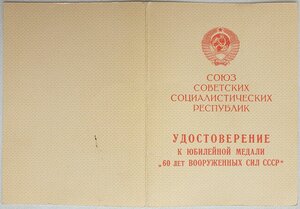 СОЮЗ
СОВЕТСКИХ
СОЦИАЛИСТИЧЕСКИХ
РЕСПУБЛИК
УДОСТОВЕРЕНИЕ
К ЮБИЛЕЙНОЙ МЕДАЛИ
„60 ЛЕТ ВООРУЖЕННЫХ СИЛ СССР“